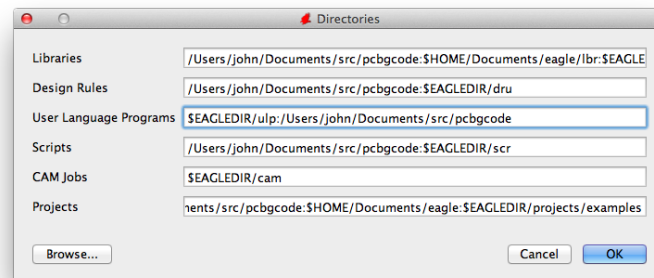 Directories
Libraries /Users/john/Documents/src/pcbgcode:$HOME/Documents/eagle/lbr:$EAGLE
Design Rules /Users/john/Documents/src/pcbgcode:$EAGLEDIR/dru
User Language Programs $EAGLEDIR/ulp:/Users/john/Documents/src/pcbgcode
Scripts /Users/john/Documents/src/pcbgcode:$EAGLEDIR/scr
CAM Jobs $EAGLEDIR/cam
Projects nents/src/pcbgcode:$HOME/Documents/eagle:$EAGLEDIR/projects/examples
Browse... Cancel OK